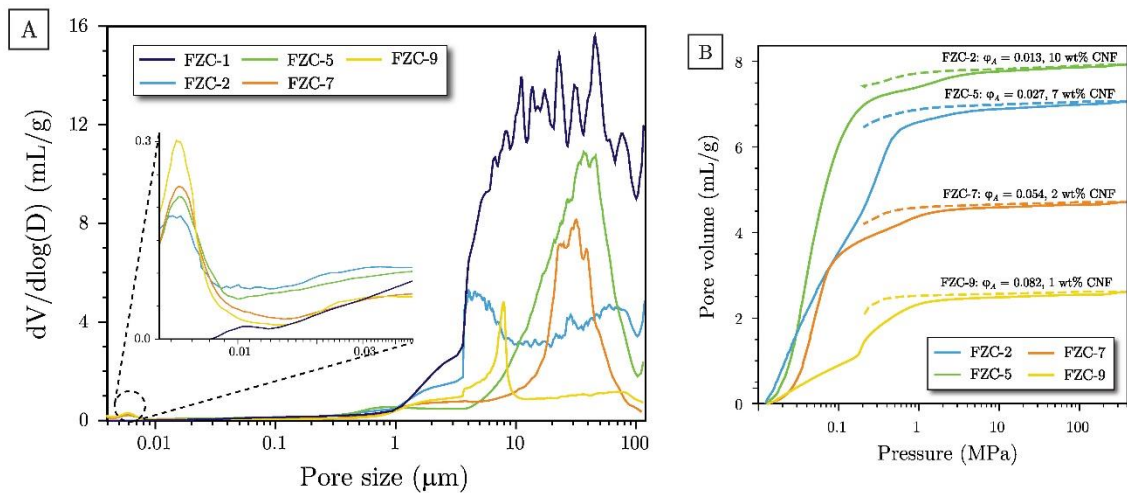 A
16
12
8
4
0
dV/dlog(D) (mL/g)
FZC-1 FZC-5 FZC-9
FZC-2 FZC-7
0.3
0.0
0.01 0.03
0.01 0.1 1 10 100
Pore size (μm)
B
8
6
4
2
0
Pore volume (mL/g)
FZC-2: φA = 0.013, 10 wt% CNF
FZC-5: φA = 0.027, 7 wt% CNF
FZC-7: φA = 0.054, 2 wt% CNF
FZC-9: φA = 0.082, 1 wt% CNF
FZC-2 FZC-7
FZC-5 FZC-9
0.1 1 10 100
Pressure (MPa)